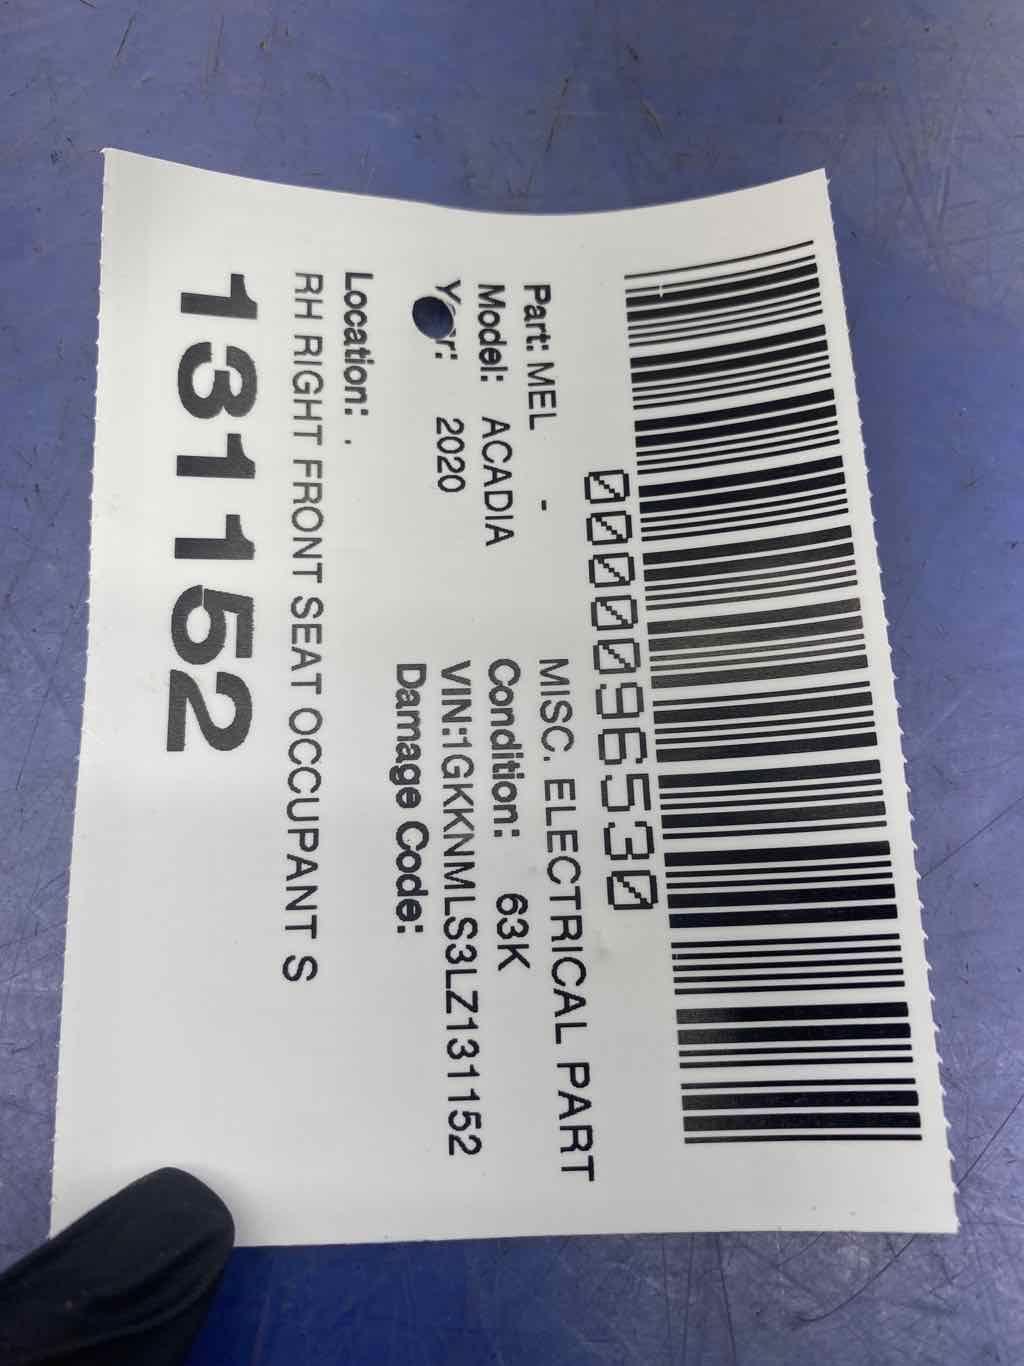 0000096530
Part: MEL - MISC. ELECTRICAL PART
Model: ACADIA Condition: 63K
Year: 2020 VIN:1GKKNMLS3LZ131152
Damage Code:
Location: .
RH RIGHT FRONT SEAT OCCUPANT S
131152